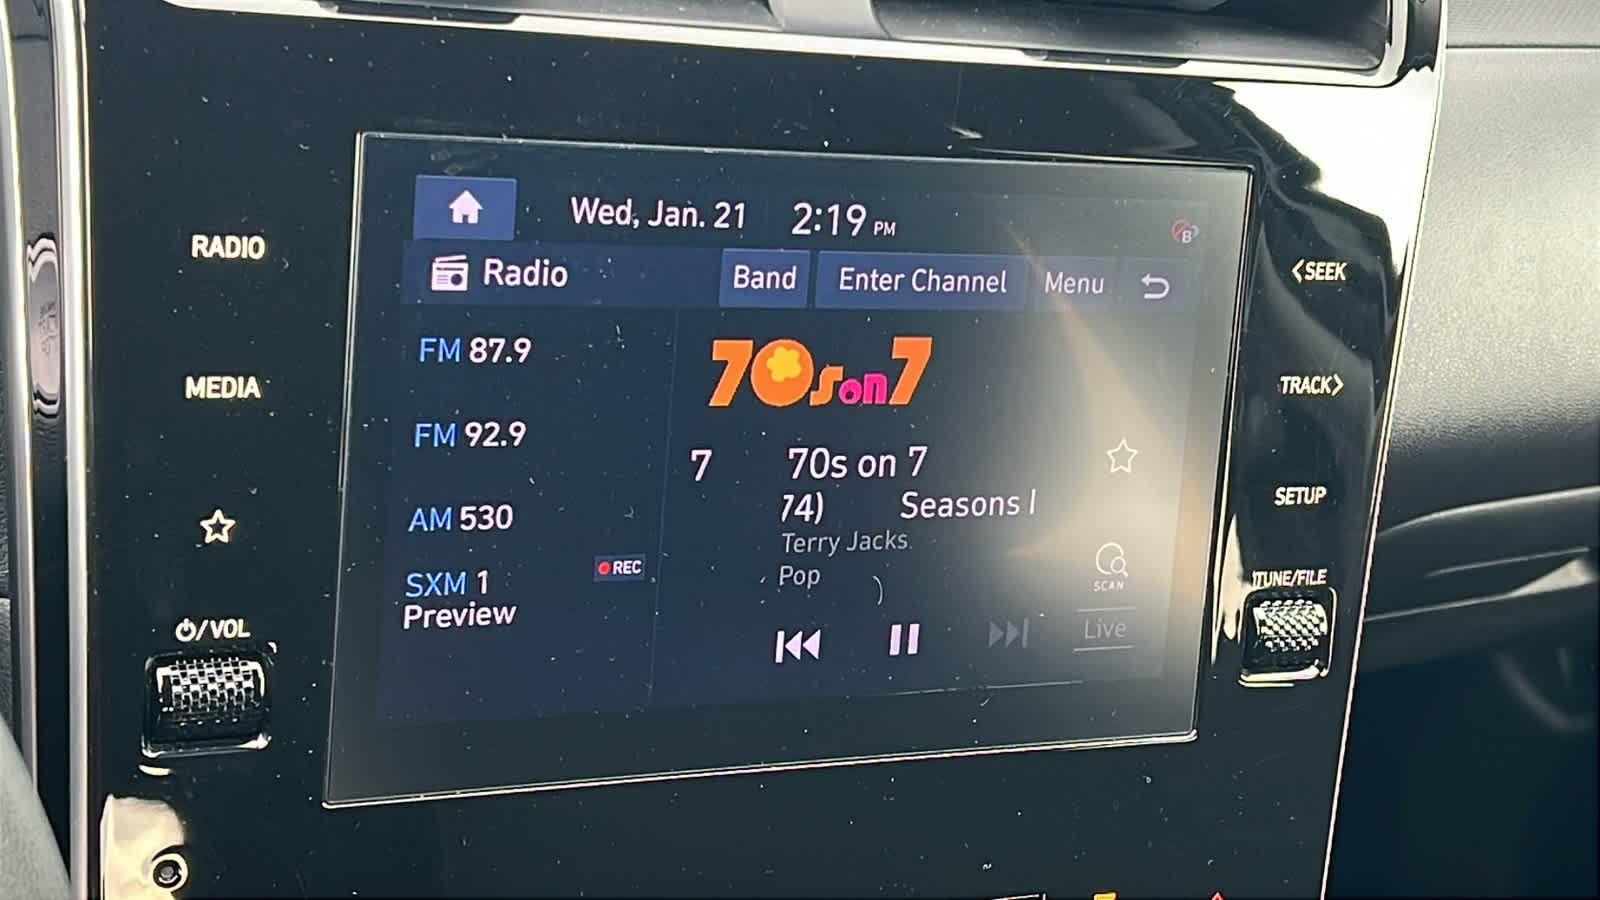 Wed, Jan. 21 2:19 PM
B
RADIO
Radio Band Enter Channel Menu
<SEEK
FM 87.9
70s on 7
MEDIA
TRACK>
FM 92.9
7 70s on 7
74) Seasons I
SETUP
AM 530
Terry Jacks
SXM 1
REC
Pop
SCAN
TUNE/FILE
Preview
/VOL
Live